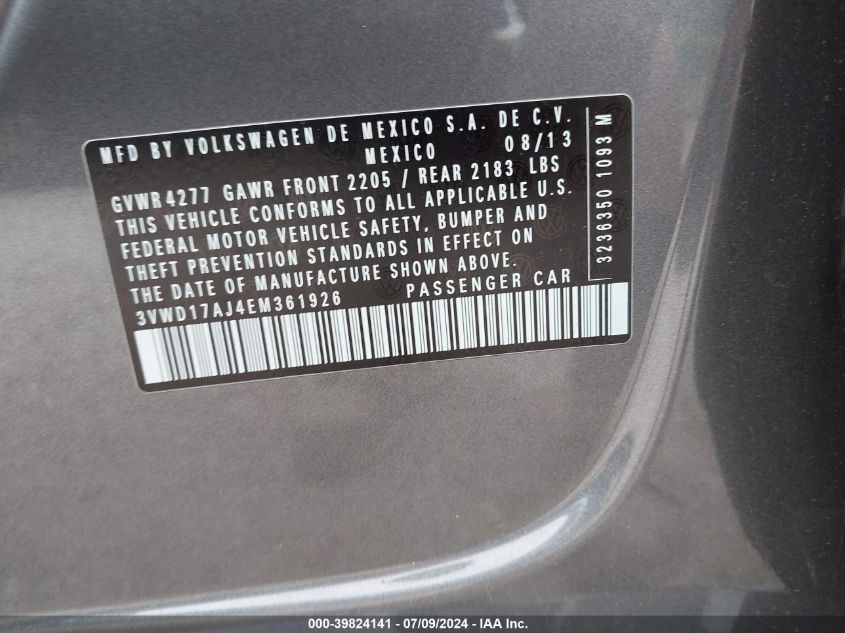 MFD BY VOLKSWAGEN DE MEXICO S.A. DE C.V.
MEXICO 08/13
GVWR 4277 GAWR FRONT 2205 / REAR 2183 LBS
THIS VEHICLE CONFORMS TO ALL APPLICABLE U.S.
FEDERAL MOTOR VEHICLE SAFETY, BUMPER AND
THEFT PREVENTION STANDARDS IN EFFECT ON
THE DATE OF MANUFACTURE SHOWN ABOVE.
3VWD17AJ4EM361926 PASSENGER CAR
3236350 1093 M
000-39824141 - 07/09/2024 - IAA Inc.